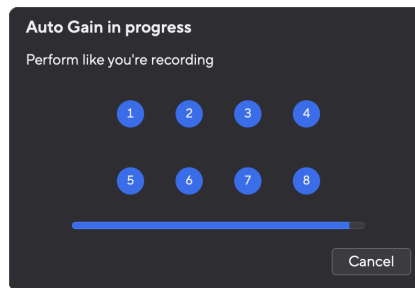 Auto Gain in progress
Perform like you're recording
1 2 3 4
5 6 7 8
Cancel